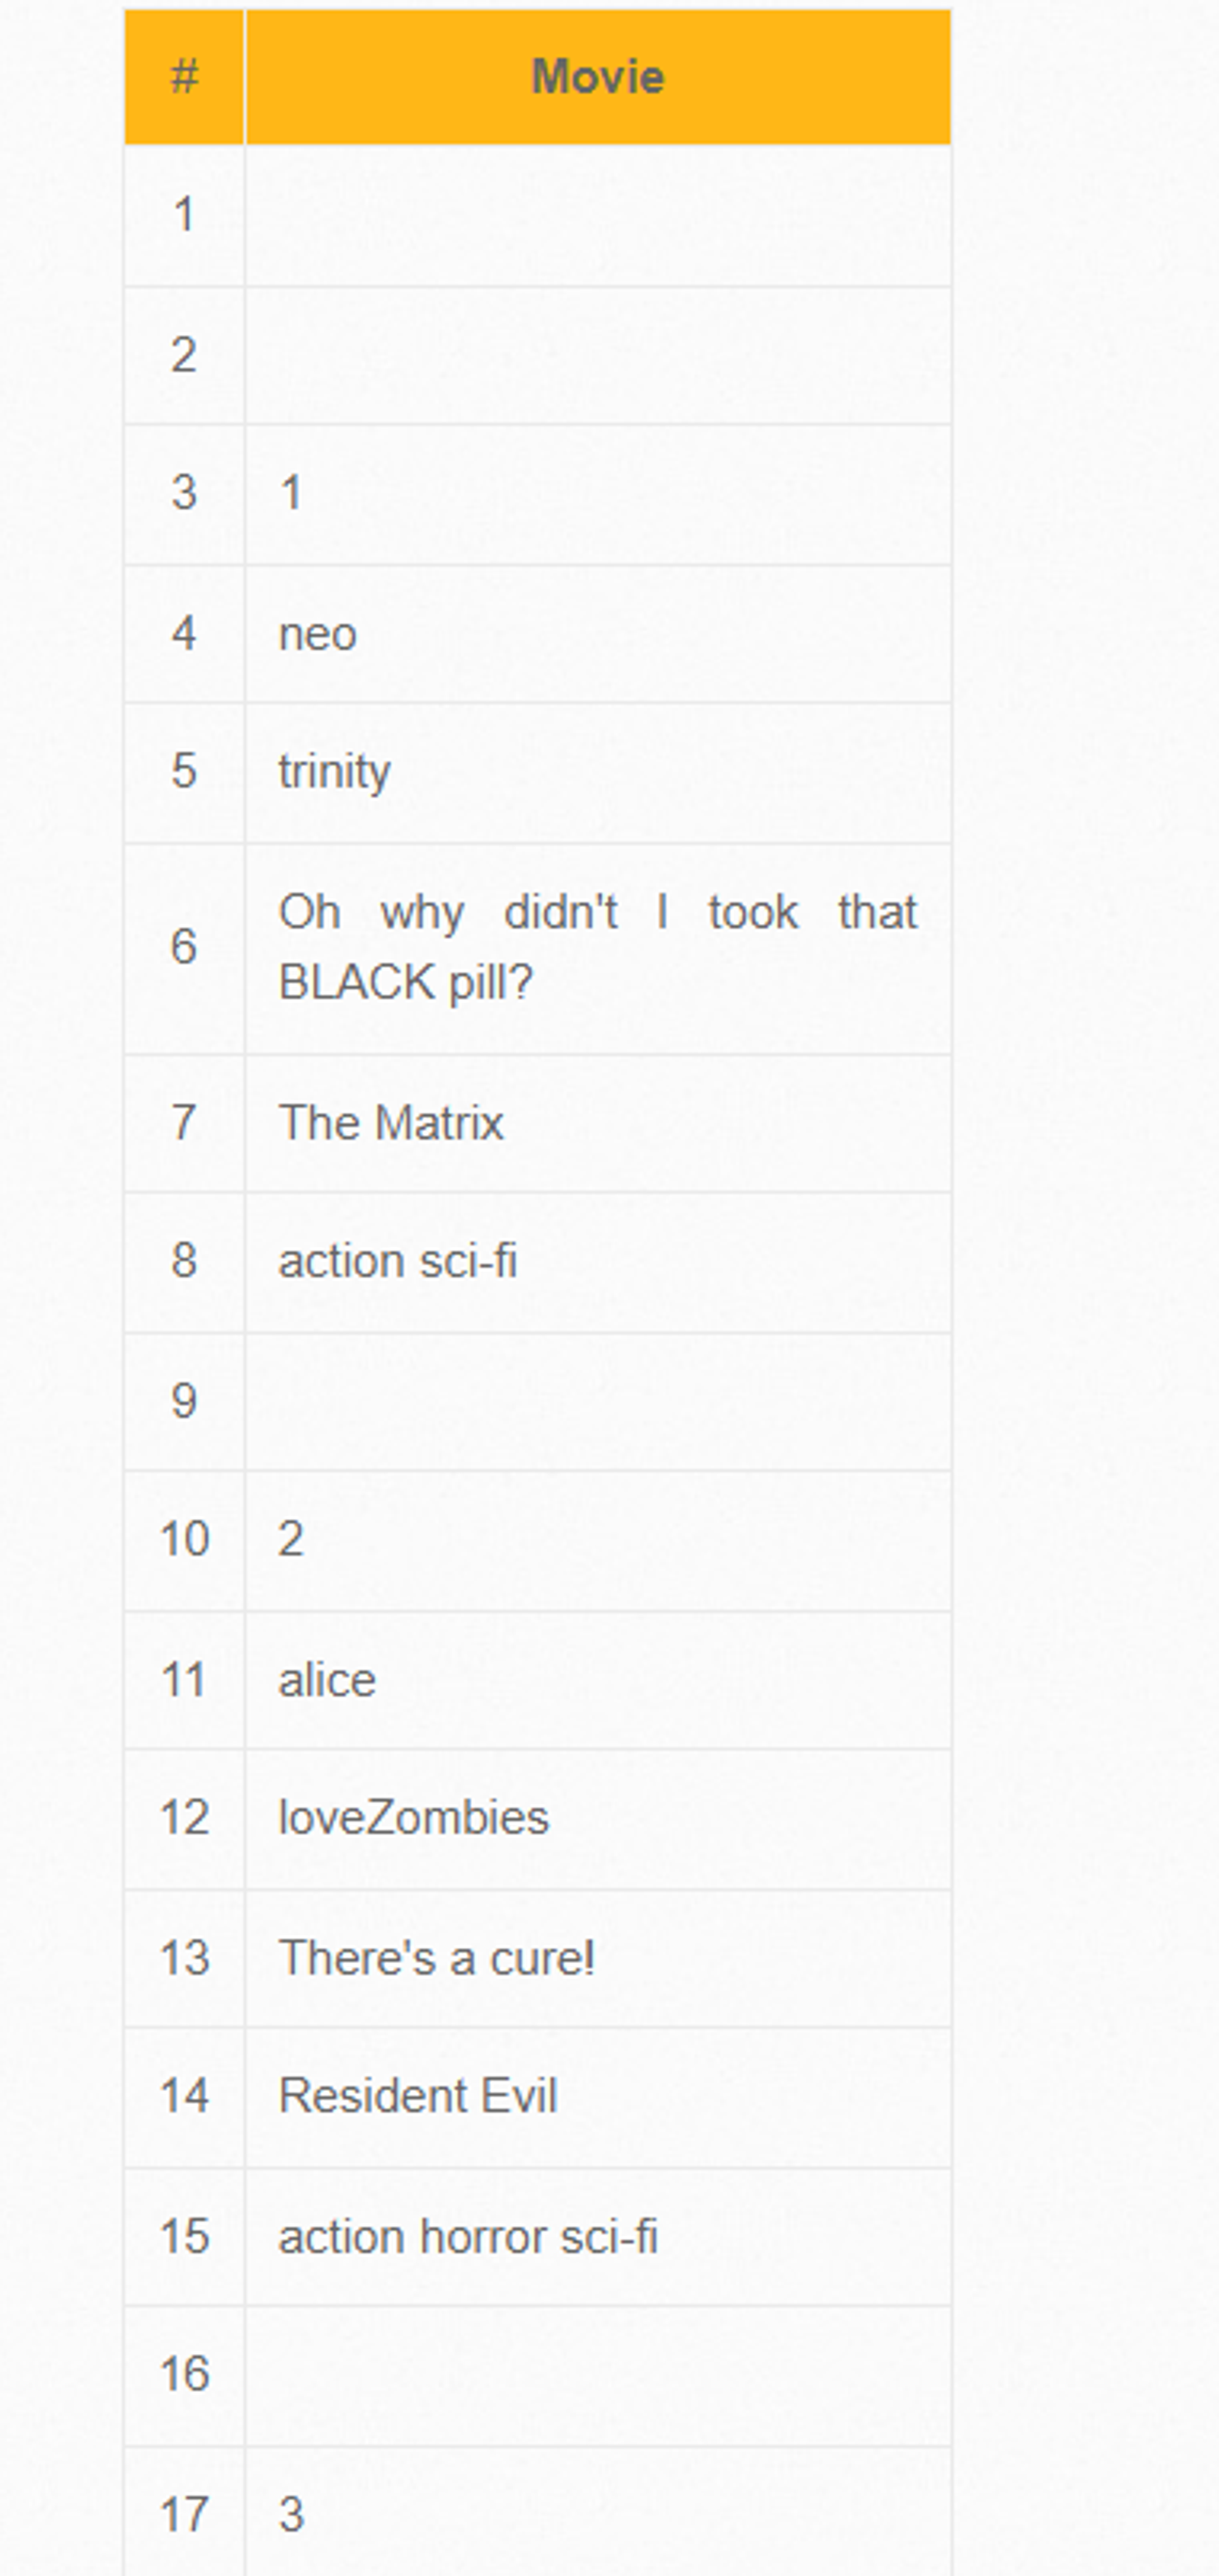 # Movie
1
2
3 1
4 neo
5 trinity
6 Oh why didn't I took that
BLACK pill?
7 The Matrix
8 action sci-fi
9
10 2
11 alice
12 loveZombies
13 There's a cure!
14 Resident Evil
15 action horror sci-fi
16
17 3